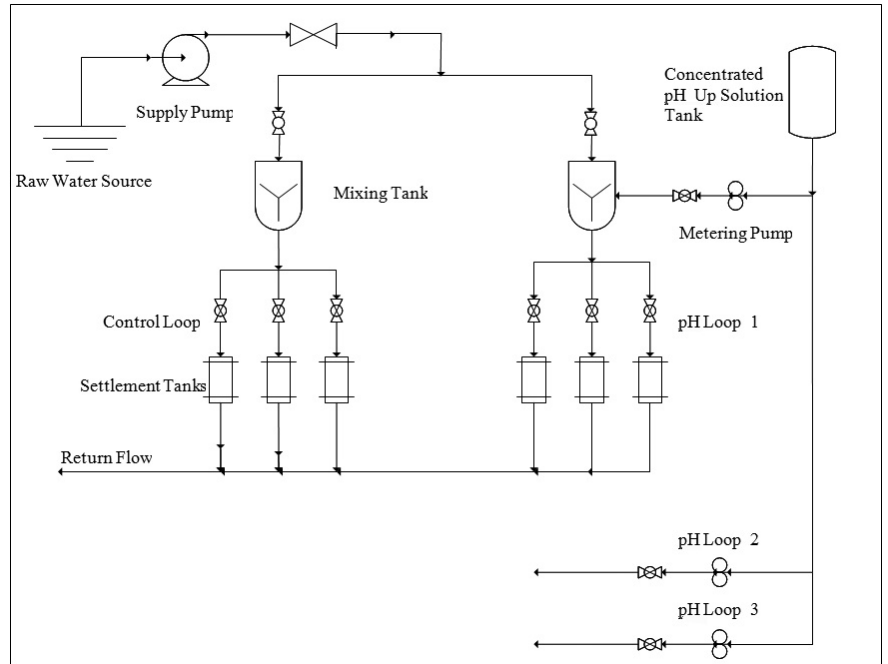 Concentrated
pH Up Solution
Tank
Supply Pump
Raw Water Source
Mixing Tank
Metering Pump
Control Loop
pH Loop 1
Settlement Tanks
Return Flow
pH Loop 2
pH Loop 3